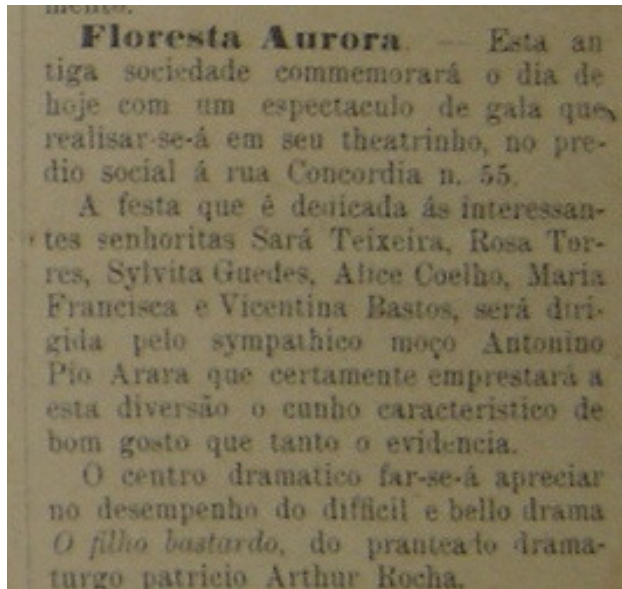 mento.
Floresta Aurora. — Esta an
tiga sociedade commemorará o dia de
hoje com um espectaculo de gala que
realisar-se-á em seu theatrinho, no pre-
dio social á rua Concordia n. 55.
A festa que é dedicada ás interessan-
tes senhoritas Sará Teixeira, Rosa Tor-
res, Sylvita Guedes, Alice Coelho, Maria
Francisca e Vicentina Bastos, será diri-
gida pelo sympathico moço Antonino
Pio Arara que certamente emprestará a
esta diversão o cunho caracteristico de
bom gosto que tanto o evidencia.
O centro dramatico far-se-á apreciar
no desempenho do difficil e bello drama
O filho bastardo, do pranteado drama-
turgo patricio Arthur Rocha.